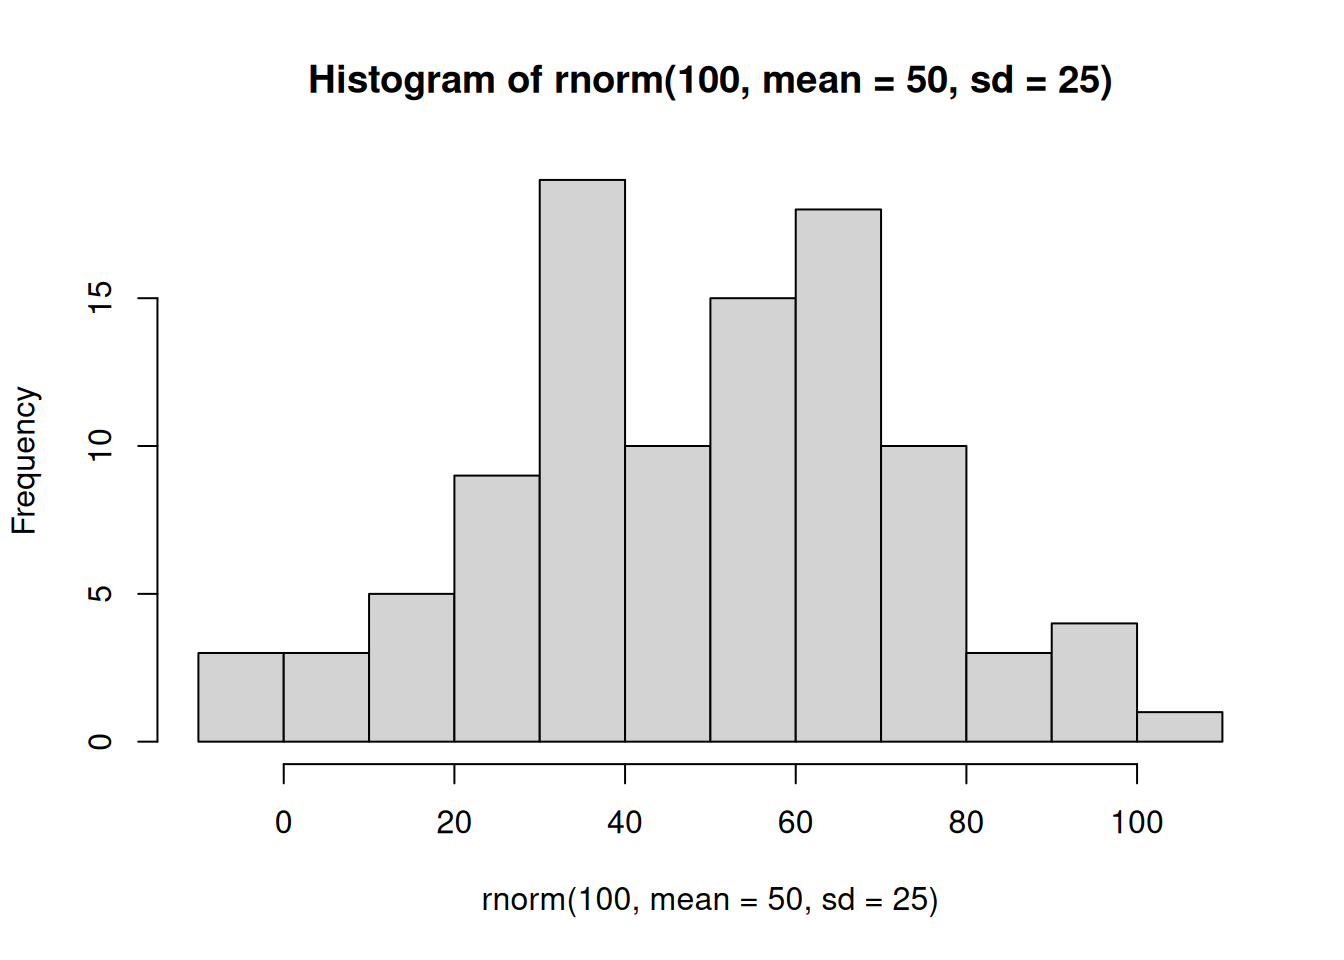 Histogram of rnorm(100, mean = 50, sd = 25)
Frequency
15
10
5
0
0 20 40 60 80 100
rnorm(100, mean = 50, sd = 25)